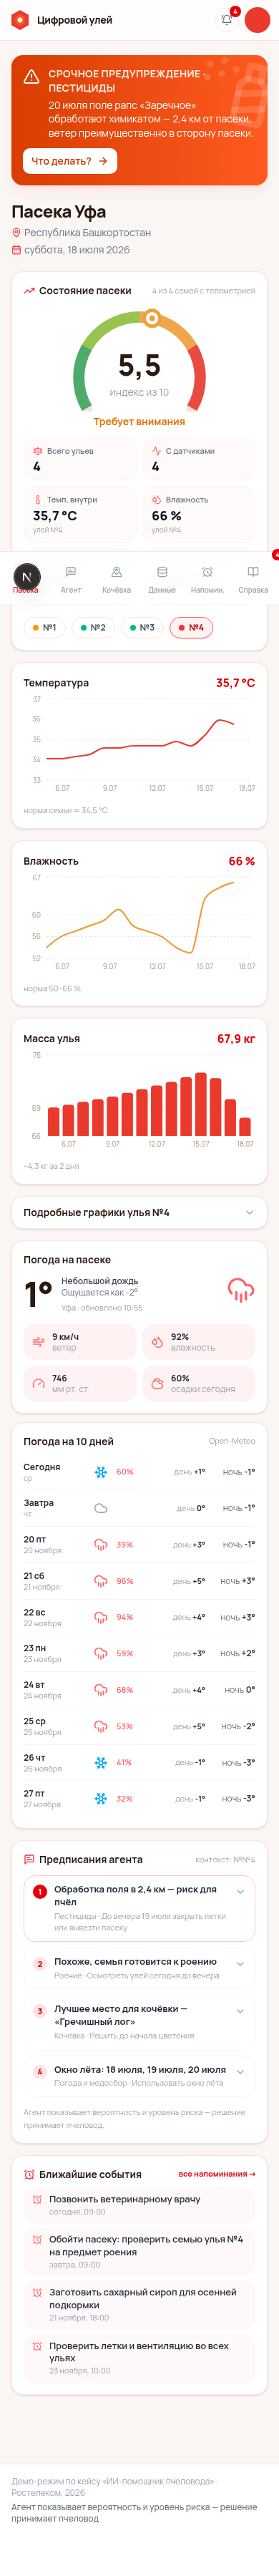 Цифровой улей
4
СРОЧНОЕ ПРЕДУПРЕЖДЕНИЕ ·
ПЕСТИЦИДЫ
20 июля поле рапс «Заречное»
обработают химикатом — 2,4 км от пасеки,
ветер преимущественно в сторону пасеки.
Что делать? →
Пасека Уфа
Республика Башкортостан
суббота, 18 июля 2026
Состояние пасеки
4 из 4 семей с телеметрией
5,5
индекс из 10
Требует внимания
Всего ульев
4
С датчиками
4
Темп. внутри
35,7 °C
улей №4
Влажность
66 %
улей №4
4
N
Пасека
Агент
Кочёвка
Данные
Напомин.
Справка
№1
№2
№3
№4
Температура
35,7 °C
37
36
35
34
33
6.07
9.07
12.07
15.07
18.07
норма семьи ≈ 34,5 °C
Влажность
66 %
67
60
56
52
6.07
9.07
12.07
15.07
18.07
норма 50–66 %
Масса улья
67,9 кг
75
69
66
6.07
9.07
12.07
15.07
18.07
−4,3 кг за 2 дня
Подробные графики улья №4
Погода на пасеке
1°
Небольшой дождь
Ощущается как -2°
Уфа · обновлено 10:55
9 км/ч
ветер
92%
влажность
746
мм рт. ст.
60%
осадки сегодня
Погода на 10 дней
Open-Meteo
Сегодня
ср
60%
день +1°
ночь -1°
Завтра
чт
день 0°
ночь -1°
20 пт
20 ноября
39%
день +3°
ночь -1°
21 сб
21 ноября
96%
день +5°
ночь +3°
22 вс
22 ноября
94%
день +4°
ночь +3°
23 пн
23 ноября
59%
день +3°
ночь +2°
24 вт
24 ноября
68%
день +4°
ночь 0°
25 ср
25 ноября
53%
день +5°
ночь -2°
26 чт
26 ноября
41%
день -1°
ночь -3°
27 пт
27 ноября
32%
день -1°
ночь -3°
Предписания агента
контекст: №№4
1
Обработка поля в 2,4 км — риск для
пчёл
Пестициды · До вечера 19 июля закрыть летки
или вывезти пасеку
2
Похоже, семья готовится к роению
Роение · Осмотреть улей сегодня до вечера
3
Лучшее место для кочёвки —
«Гречишный лог»
Кочёвка · Решить до начала цветения
4
Окно лёта: 18 июля, 19 июля, 20 июля
Погода и медосбор · Использовать окно лёта
Агент показывает вероятность и уровень риска — решение
принимает пчеловод.
Ближайшие события
все напоминания →
Позвонить ветеринарному врачу
сегодня, 09:00
Обойти пасеку: проверить семью улья №4
на предмет роения
завтра, 09:00
Заготовить сахарный сироп для осенней
подкормки
21 ноября, 18:00
Проверить летки и вентиляцию во всех
ульях
23 ноября, 10:00
Демо-режим по кейсу «ИИ-помощник пчеловода» ·
Ростелеком, 2026
Агент показывает вероятность и уровень риска — решение
принимает пчеловод